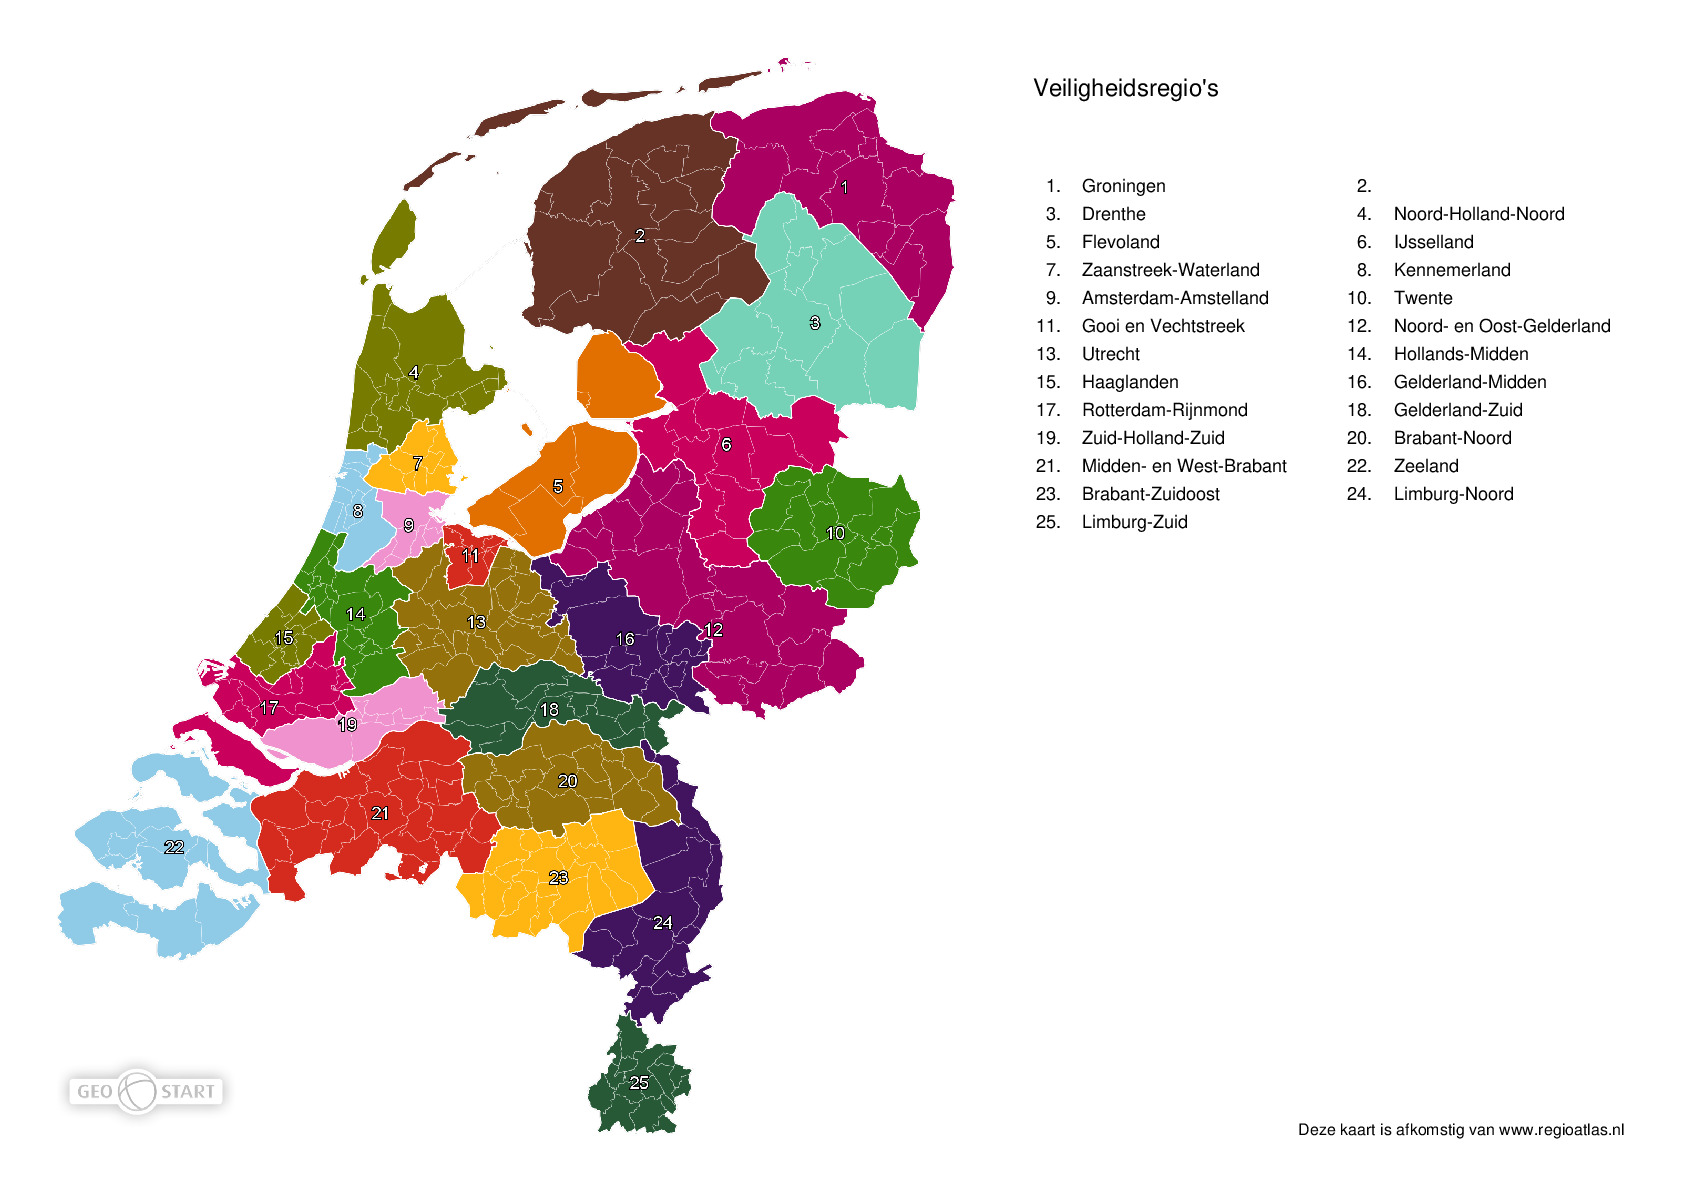 Veiligheidsregio's
1. Groningen
2.
3. Drenthe
4. Noord-Holland-Noord
5. Flevoland
6. IJsselland
7. Zaanstreek-Waterland
8. Kennemerland
9. Amsterdam-Amstelland
10. Twente
11. Gooi en Vechtstreek
12. Noord- en Oost-Gelderland
13. Utrecht
14. Hollands-Midden
15. Haaglanden
16. Gelderland-Midden
17. Rotterdam-Rijnmond
18. Gelderland-Zuid
19. Zuid-Holland-Zuid
20. Brabant-Noord
21. Midden- en West-Brabant
22. Zeeland
23. Brabant-Zuidoost
24. Limburg-Noord
25. Limburg-Zuid
1
2
3
4
6
7
5
8
9
10
11
14
13
12
15
16
17
18
19
20
21
22
23
24
25
GEO START
Deze kaart is afkomstig van www.regioatlas.nl